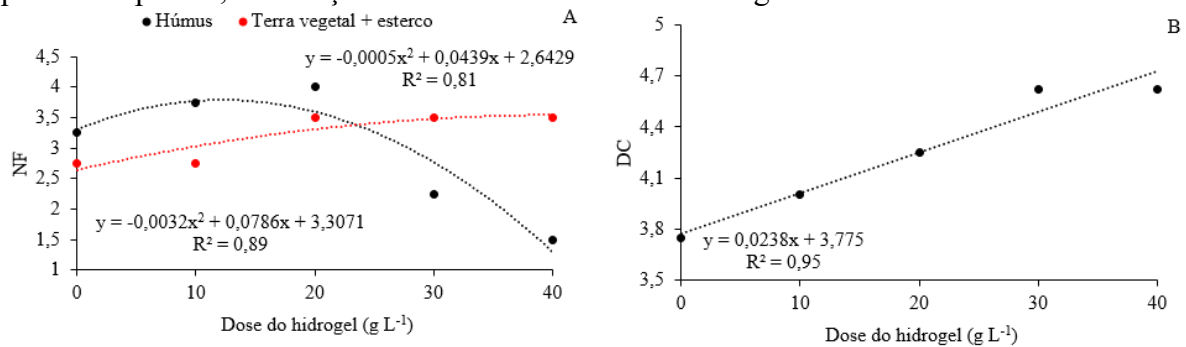 Húmus Terra vegetal + esterco A
y = -0,0005x² + 0,0439x + 2,6429
R² = 0,81
4,5
4
3,5
3
2,5
2
1,5
1
NF
y = -0,0032x² + 0,0786x + 3,3071
R² = 0,89
0 10 20 30 40
Dose do hidrogel (g L⁻¹)
B
5
4,7
4,4
4,1
3,8
3,5
DC
y = 0,0238x + 3,775
R² = 0,95
0 10 20 30 40
Dose do hidrogel (g L⁻¹)